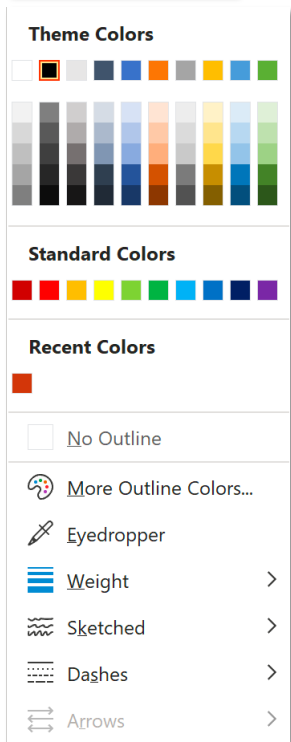 Theme Colors
Standard Colors
Recent Colors
No Outline
More Outline Colors...
Eyedropper
Weight
Sketched
Dashes
Arrows